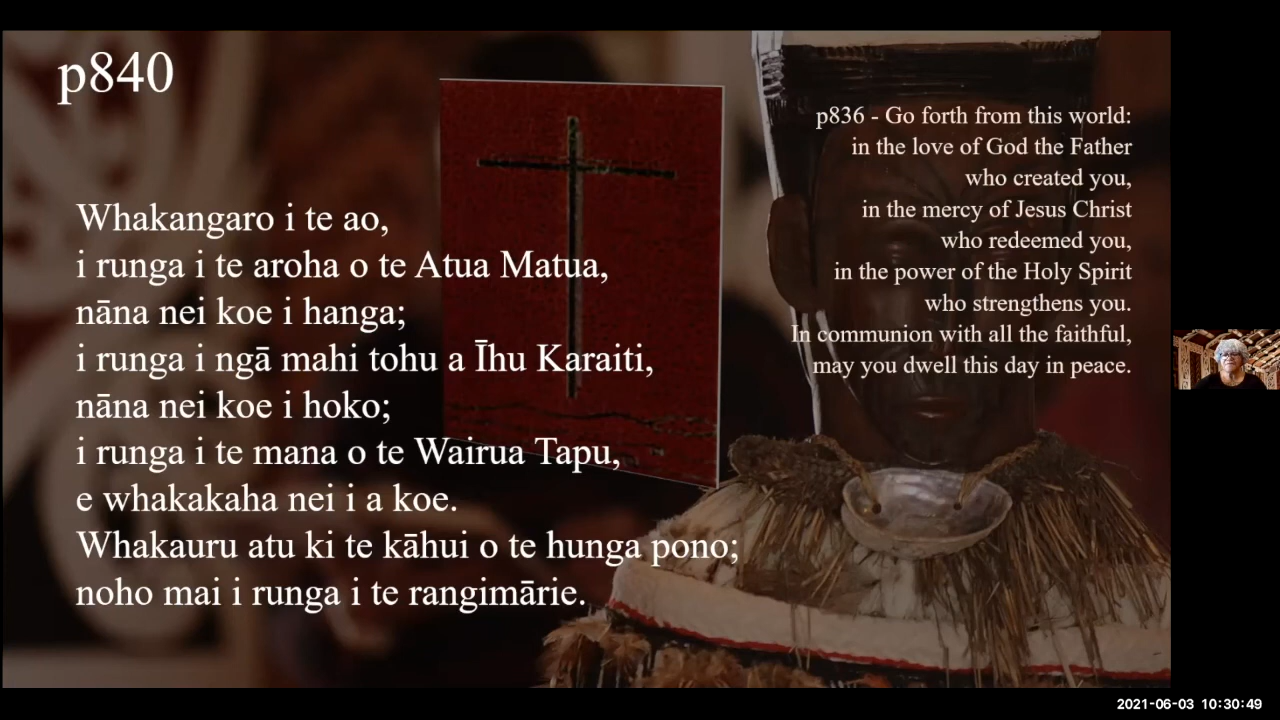 p840
Whakangaro i te ao,
i runga i te aroha o te Atua Matua,
nāna nei koe i hanga;
i runga i ngā mahi tohu a Īhu Karaiti,
nāna nei koe i hoko;
i runga i te mana o te Wairua Tapu,
e whakakaha nei i a koe.
Whakauru atu ki te kāhui o te hunga pono;
noho mai i runga i te rangimārie.
p836 - Go forth from this world:
in the love of God the Father
who created you,
in the mercy of Jesus Christ
who redeemed you,
in the power of the Holy Spirit
who strengthens you.
In communion with all the faithful,
may you dwell this day in peace.
2021-06-03 10:30:49